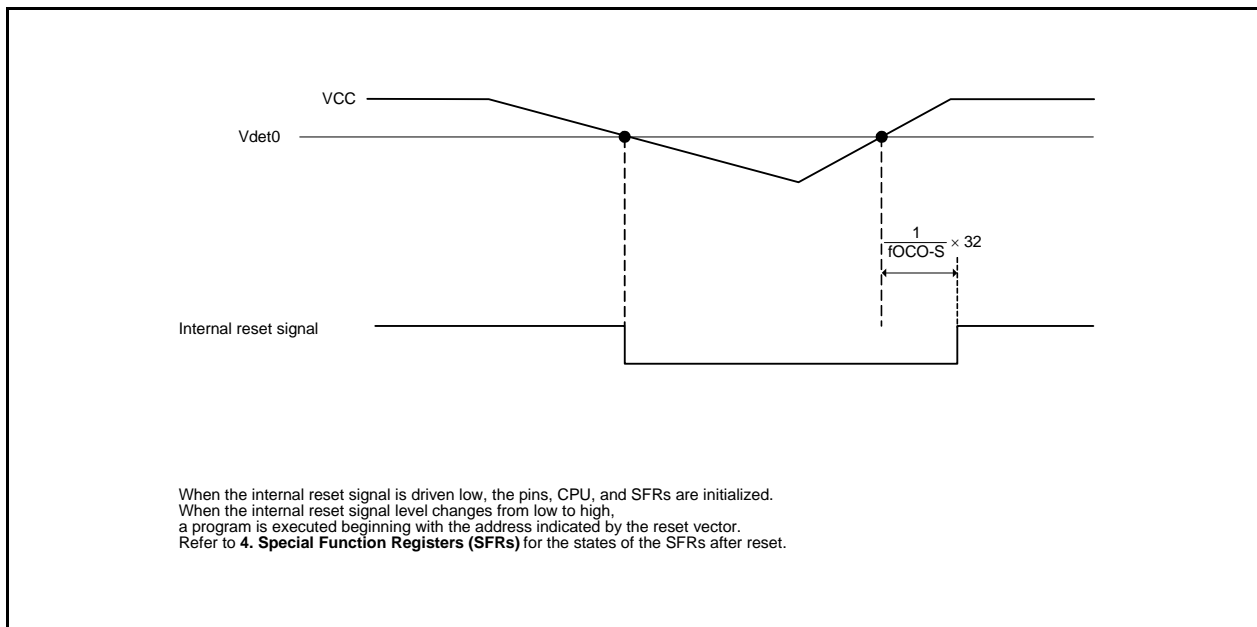 VCC
Vdet0
1
fOCO-S × 32
Internal reset signal
When the internal reset signal is driven low, the pins, CPU, and SFRs are initialized.
When the internal reset signal level changes from low to high,
a program is executed beginning with the address indicated by the reset vector.
Refer to 4. Special Function Registers (SFRs) for the states of the SFRs after reset.